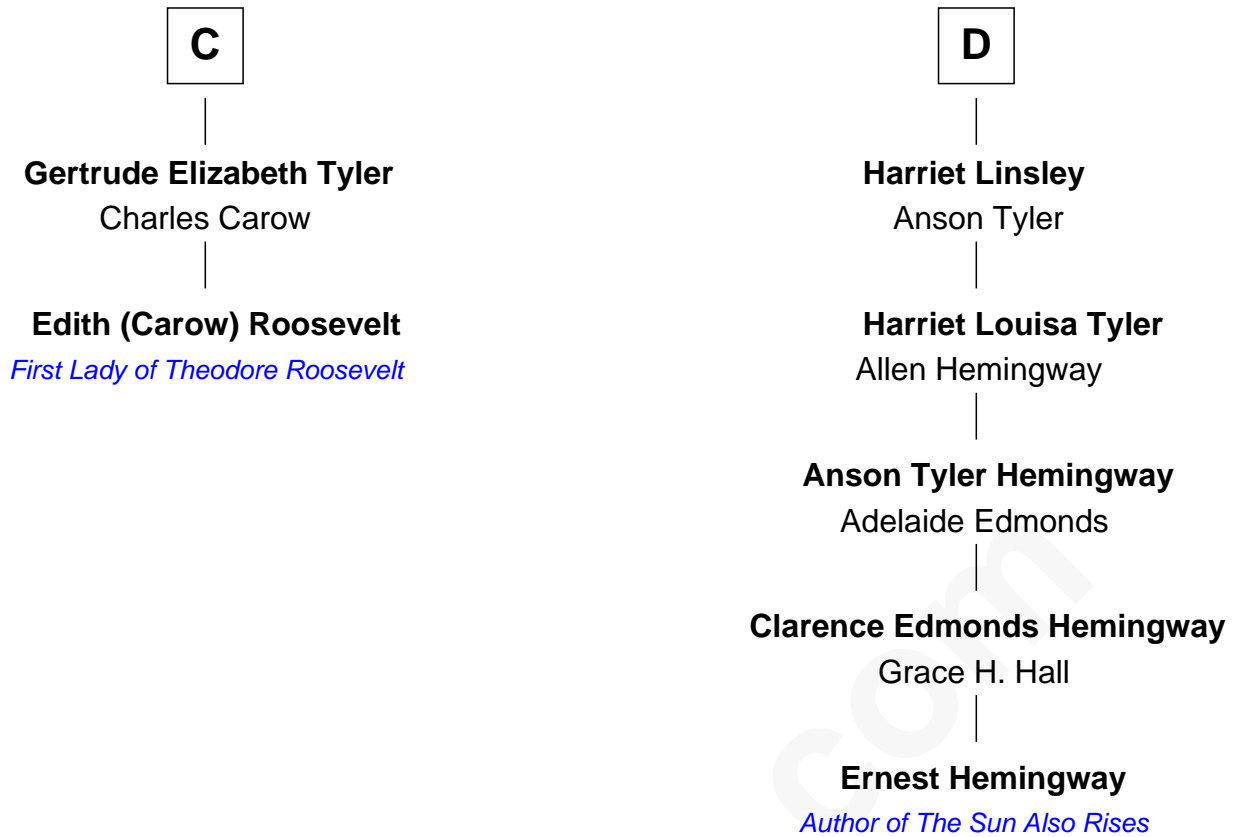 C
Gertrude Elizabeth Tyler
Charles Carow
Edith (Carow) Roosevelt
First Lady of Theodore Roosevelt
D
Harriet Linsley
Anson Tyler
Harriet Louisa Tyler
Allen Hemingway
Anson Tyler Hemingway
Adelaide Edmonds
Clarence Edmonds Hemingway
Grace H. Hall
Ernest Hemingway
Author of The Sun Also Rises
com